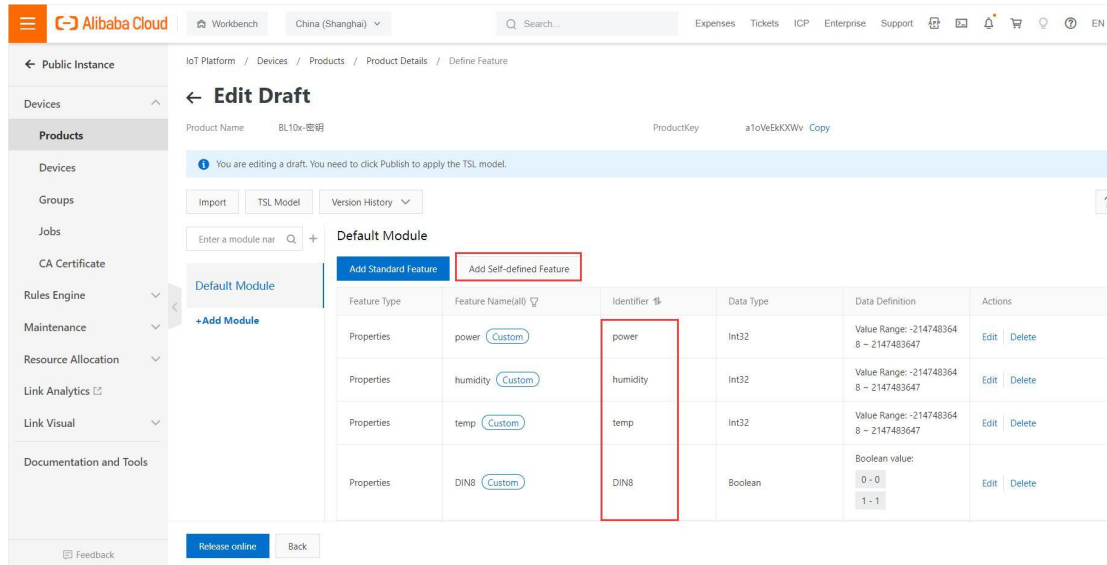 Alibaba Cloud
Workbench
China (Shanghai)
Search...
Expenses Tickets ICP Enterprise Support EN
Public Instance
IoT Platform / Devices / Products / Product Details / Define Feature
Devices
Products
Devices
Groups
Jobs
CA Certificate
Rules Engine
Maintenance
Resource Allocation
Link Analytics
Link Visual
Documentation and Tools
Feedback
← Edit Draft
Product Name BL10x-密钥 ProductKey a1oVeEkKXWv Copy
You are editing a draft. You need to click Publish to apply the TSL model.
Import TSL Model Version History
Enter a module nar
Default Module
+Add Module
Default Module
Add Standard Feature Add Self-defined Feature
Feature Type Feature Name(all) Identifier Data Type Data Definition Actions
Properties power Custom power Int32 Value Range: -214748364
8 ~ 2147483647 Edit Delete
Properties humidity Custom humidity Int32 Value Range: -214748364
8 ~ 2147483647 Edit Delete
Properties temp Custom temp Int32 Value Range: -214748364
8 ~ 2147483647 Edit Delete
Properties DIN8 Custom DIN8 Boolean Boolean value:
0 - 0
1 - 1 Edit Delete
Release online Back